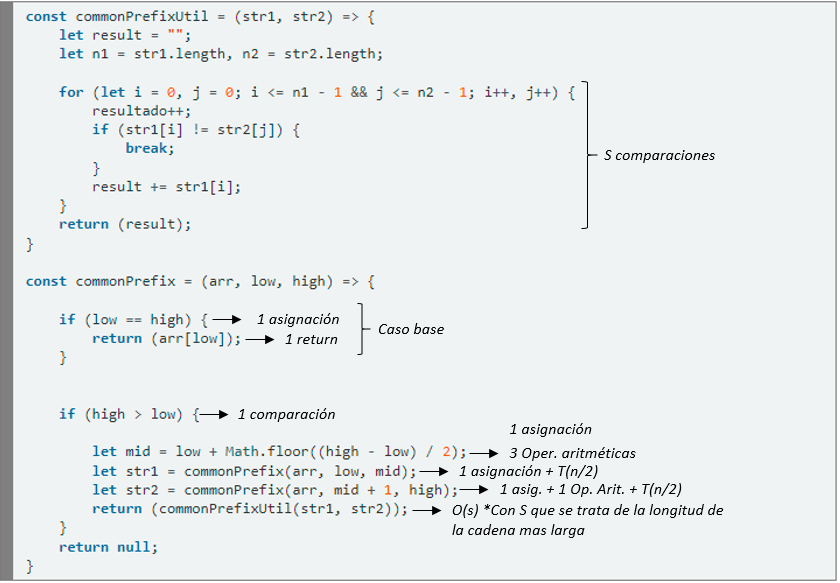 const commonPrefixUtil = (str1, str2) => {
let result = "";
let n1 = str1.length, n2 = str2.length;
for (let i = 0, j = 0; i <= n1 - 1 && j <= n2 - 1; i++, j++) {
resultado++;
if (str1[i] != str2[j]) {
break;
}
S comparaciones
result += str1[i];
}
return (result);
}
const commonPrefix = (arr, low, high) => {
if (low == high) { 1 asignación
Caso base
return (arr[low]); 1 return
}
if (high > low) { 1 comparación
1 asignación
let mid = low + Math.floor((high - low) / 2); 3 Oper. aritméticas
let str1 = commonPrefix(arr, low, mid); 1 asignación + T(n/2)
let str2 = commonPrefix(arr, mid + 1, high); 1 asig. + 1 Op. Arit. + T(n/2)
return (commonPrefixUtil(str1, str2)); O(s) *Con S que se trata de la longitud de
la cadena mas larga
}
return null;
}